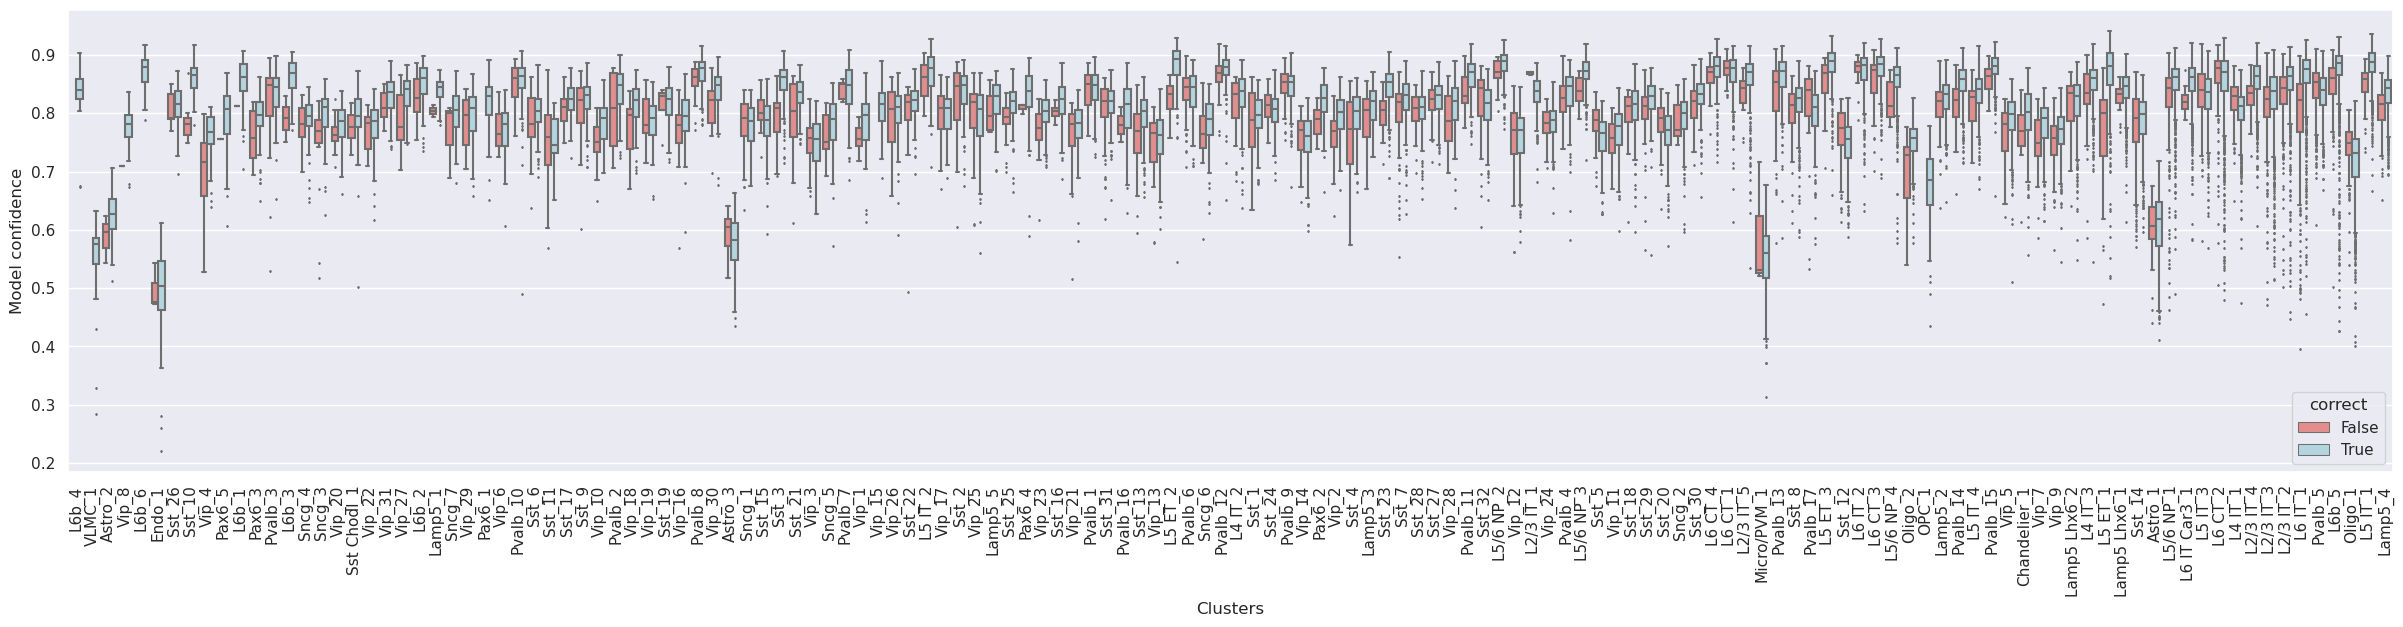 Model confidence
0.9
0.8
0.7
0.6
0.5
0.4
0.3
0.2
L6b_4
VLMC_1
Astro_2
Vip_8
L6b_6
Endo_1
Sst_26
Sst_10
Vip_4
Pax6_5
L6b_1
Pax6_3
Pvalb_3
L6b_3
Sncg_4
Sncg_3
Vip_20
Sst Chodl_1
Vip_22
Vip_31
Vip_27
L6b_2
Lamp5_1
Sncg_7
Vip_29
Pax6_1
Vip_6
Pvalb_10
Sst_6
Sst_11
Sst_17
Sst_9
Vip_10
Pvalb_2
Vip_18
Vip_19
Sst_19
Vip_16
Pvalb_8
Vip_30
Astro_3
Sncg_1
Sst_15
Sst_3
Sst_21
Vip_3
Sncg_5
Pvalb_7
Vip_1
Vip_15
Vip_26
Sst_22
L5 IT_2
Vip_17
Sst_2
Vip_25
Lamp5_5
Sst_25
Pax6_4
Vip_23
Sst_16
Vip_21
Pvalb_1
Sst_31
Pvalb_16
Sst_13
Vip_13
L5 ET_2
Pvalb_6
Sncg_6
Pvalb_12
L4 IT_2
Sst_1
Sst_24
Pvalb_9
Vip_14
Pax6_2
Vip_2
Sst_4
Lamp5_3
Sst_23
Sst_7
Sst_28
Sst_27
Vip_28
Pvalb_11
Sst_32
L5/6 NP_2
Vip_12
L2/3 IT_1
Vip_24
Pvalb_4
L5/6 NP_3
Sst_5
Vip_11
Sst_18
Sst_29
Sst_20
Sncg_2
Sst_30
L6 CT_4
L6 CT_1
L2/3 IT_5
Micro/PVM_1
Pvalb_13
Sst_8
Pvalb_17
L5 ET_3
Sst_12
L6 IT_2
L6 CT_3
L5/6 NP_4
Oligo_2
OPC_1
Lamp5_2
Pvalb_14
L5 IT_4
Pvalb_15
Vip_5
Chandelier_1
Vip_7
Vip_9
Lamp5_Lhx6_2
L4 IT_3
L5 ET_1
Lamp5_Lhx6_1
Sst_14
Astro_1
L5/6 NP_1
L6 IT Car3_1
L5 IT_3
L6 CT_2
L4 IT_1
L2/3 IT_4
L2/3 IT_3
L2/3 IT_2
L6 IT_1
Pvalb_5
L6b_5
Oligo_1
L5 IT_1
Lamp5_4
Clusters
correct
False
True